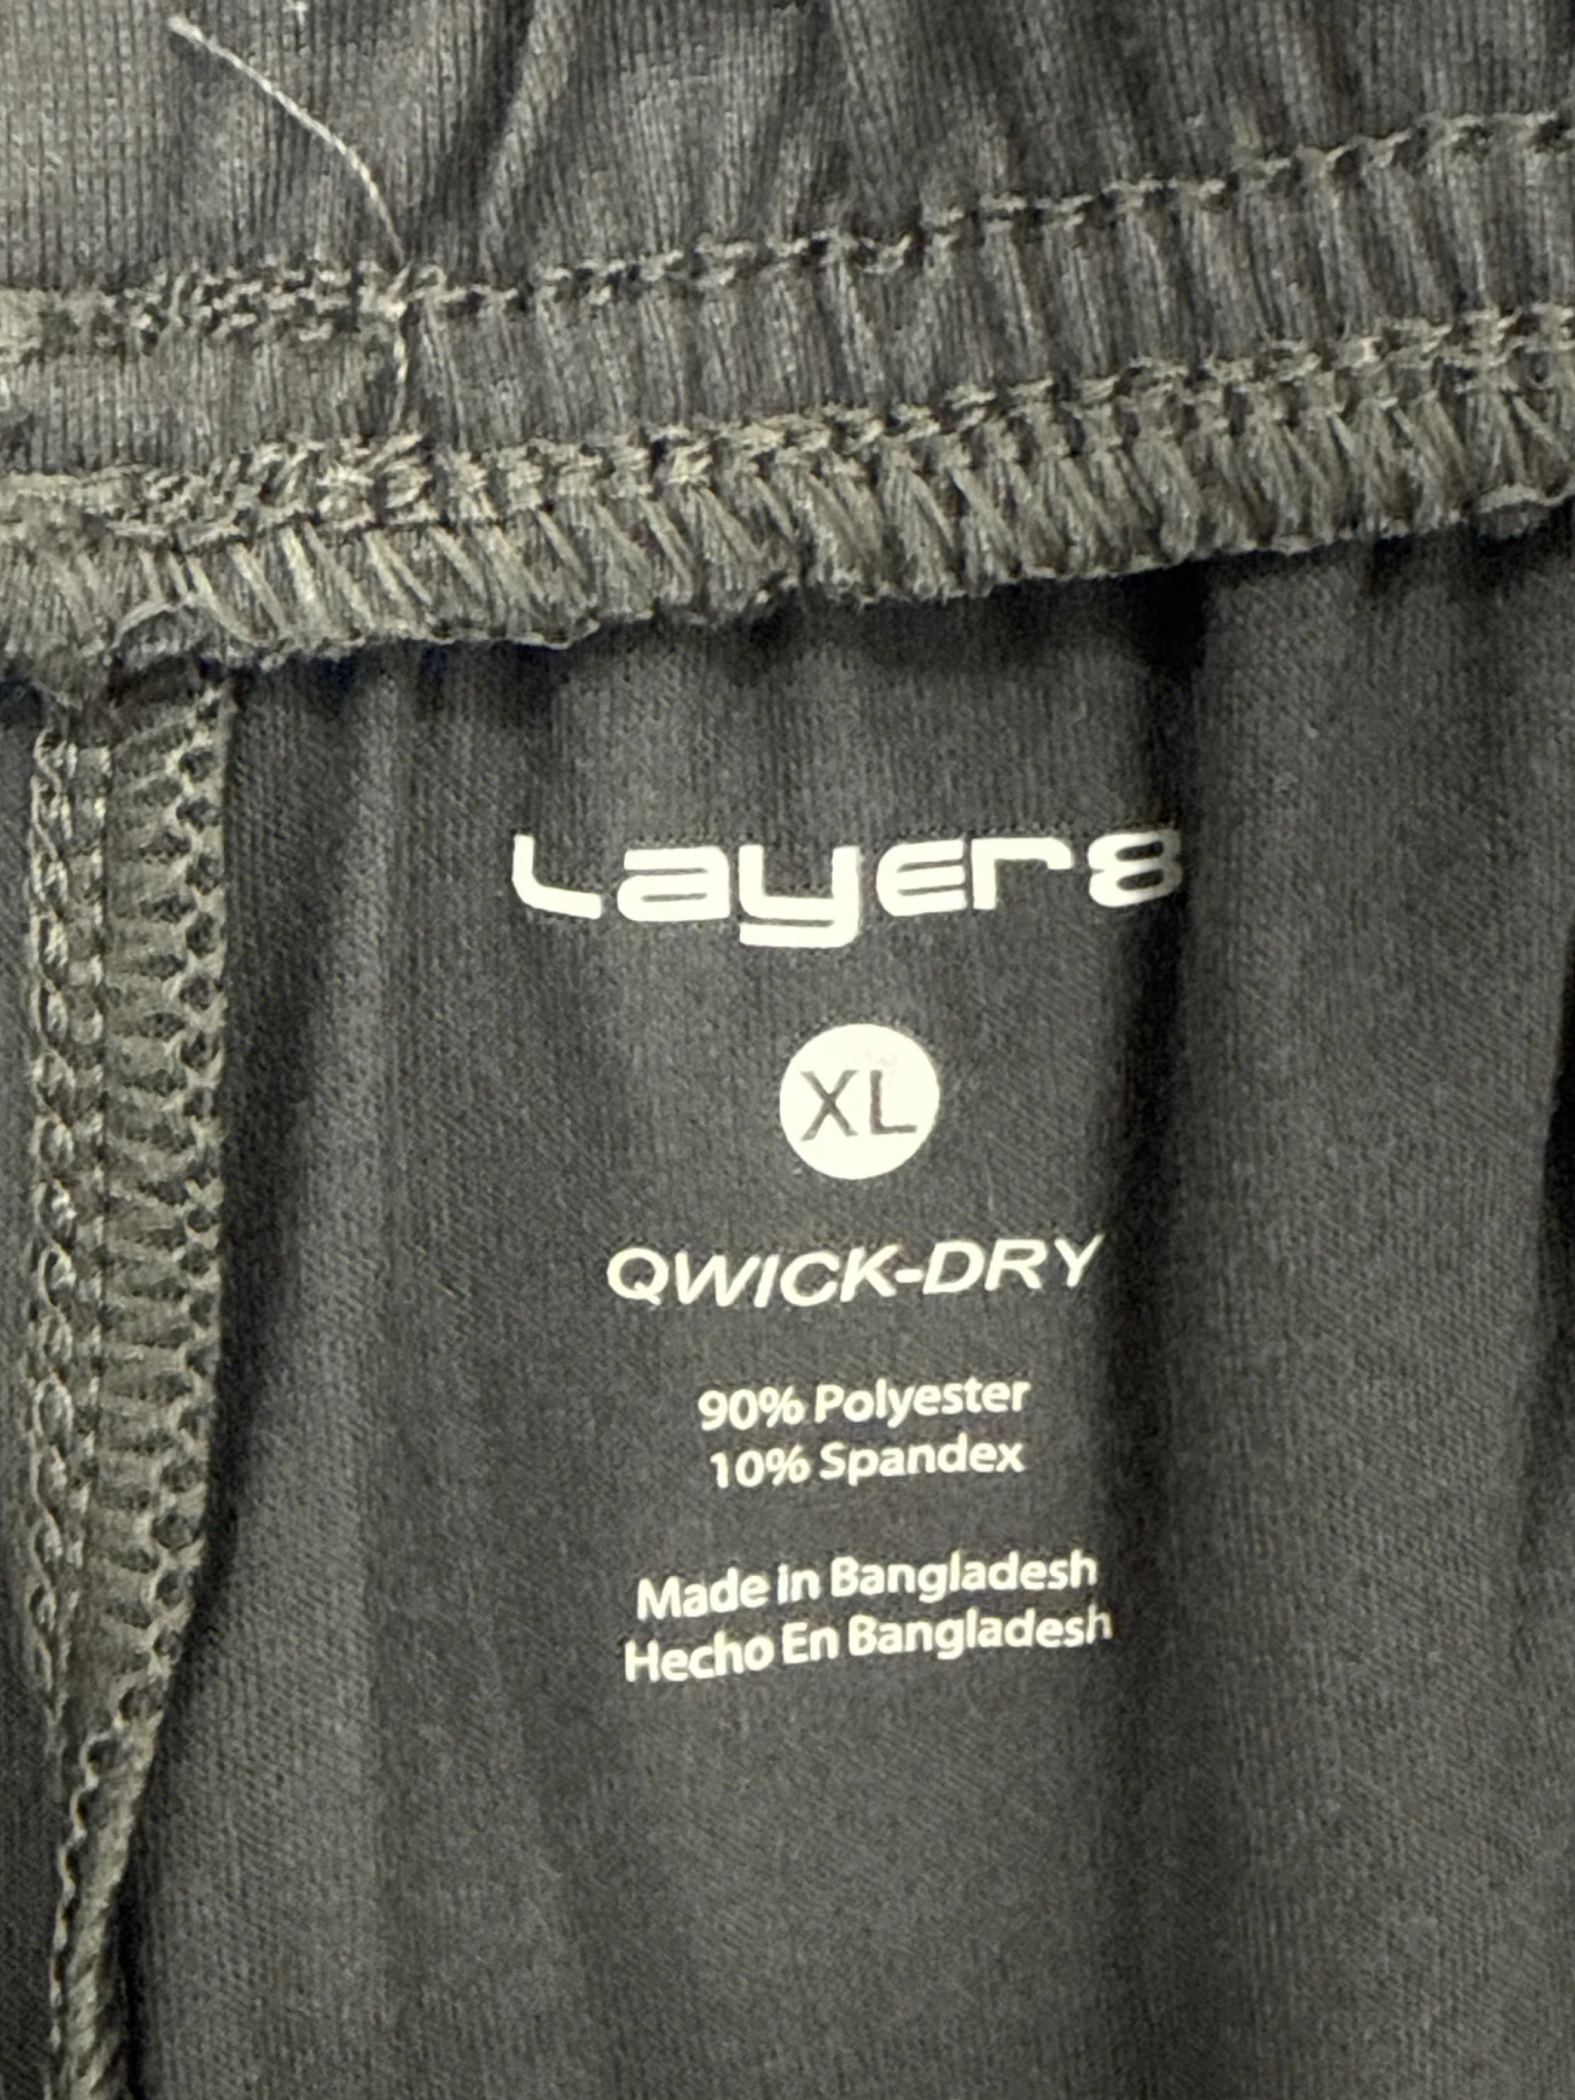 Layer8
XL
QWICK-DRY
90% Polyester
10% Spandex
Made in Bangladesh
Hecho En Bangladesh